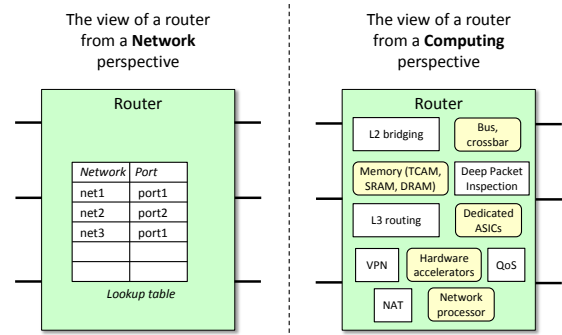 The view of a router
from a Network
perspective
Router
Network Port
net1 port1
net2 port2
net3 port1
Lookup table
The view of a router
from a Computing
perspective
Router
L2 bridging
Bus,
crossbar
Memory (TCAM,
SRAM, DRAM)
Deep Packet
Inspection
L3 routing
Dedicated
ASICs
VPN
Hardware
accelerators
QoS
NAT
Network
processor